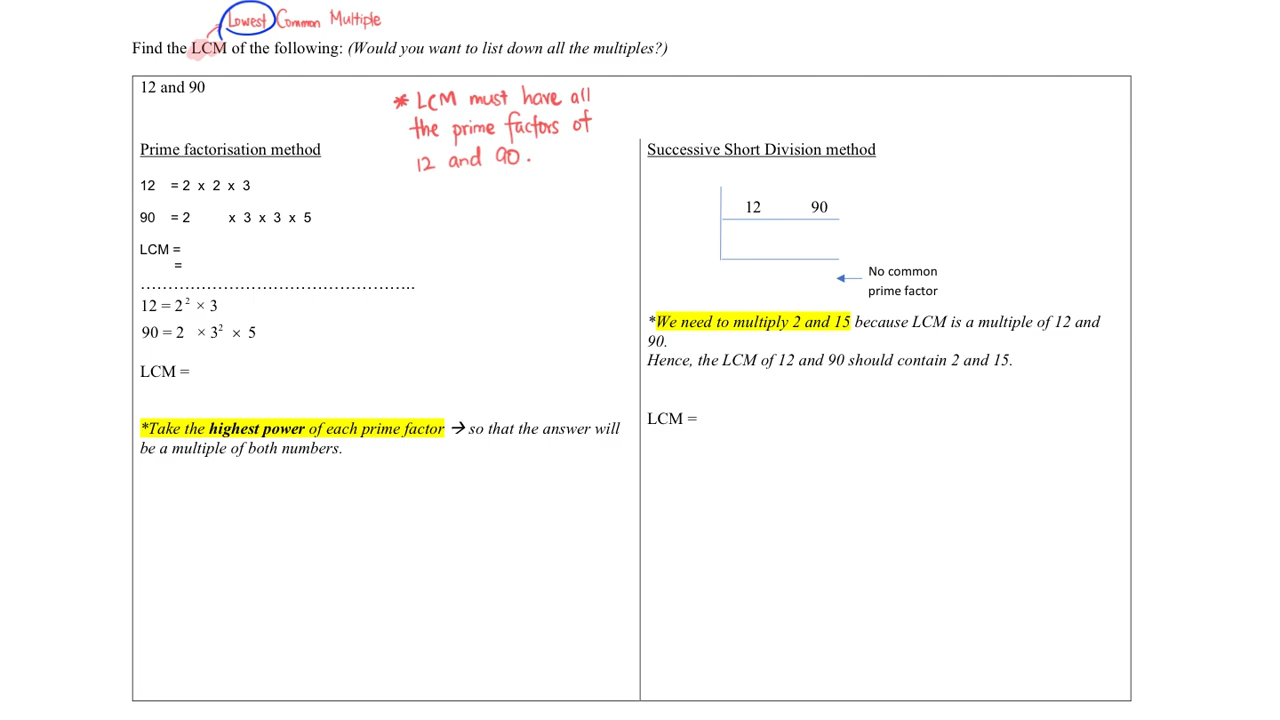 Lowest Common Multiple
Find the LCM of the following: (Would you want to list down all the multiples?)
12 and 90
* LCM must have all
the prime factors of
12 and 90.
Prime factorisation method
12 = 2 x 2 x 3
90 = 2 x 3 x 3 x 5
LCM =
=
……………………………………………..
12 = 2² × 3
90 = 2 × 3² × 5
LCM =
*Take the highest power of each prime factor → so that the answer will
be a multiple of both numbers.
Successive Short Division method
12 90
No common
prime factor
*We need to multiply 2 and 15 because LCM is a multiple of 12 and
90.
Hence, the LCM of 12 and 90 should contain 2 and 15.
LCM =